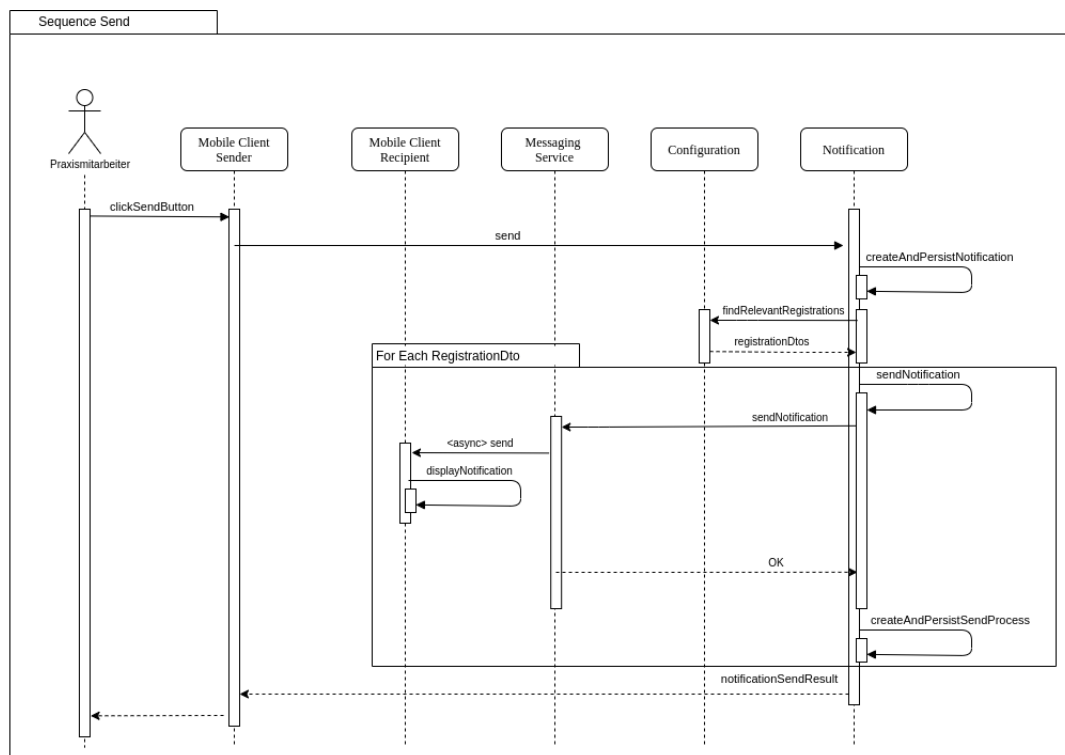 Sequence Send
Praxismitarbeiter
Mobile Client
Sender
Mobile Client
Recipient
Messaging
Service
Configuration
Notification
clickSendButton
send
createAndPersistNotification
findRelevantRegistrations
registrationDtos
For Each RegistrationDto
sendNotification
sendNotification
<async> send
displayNotification
OK
createAndPersistSendProcess
notificationSendResult